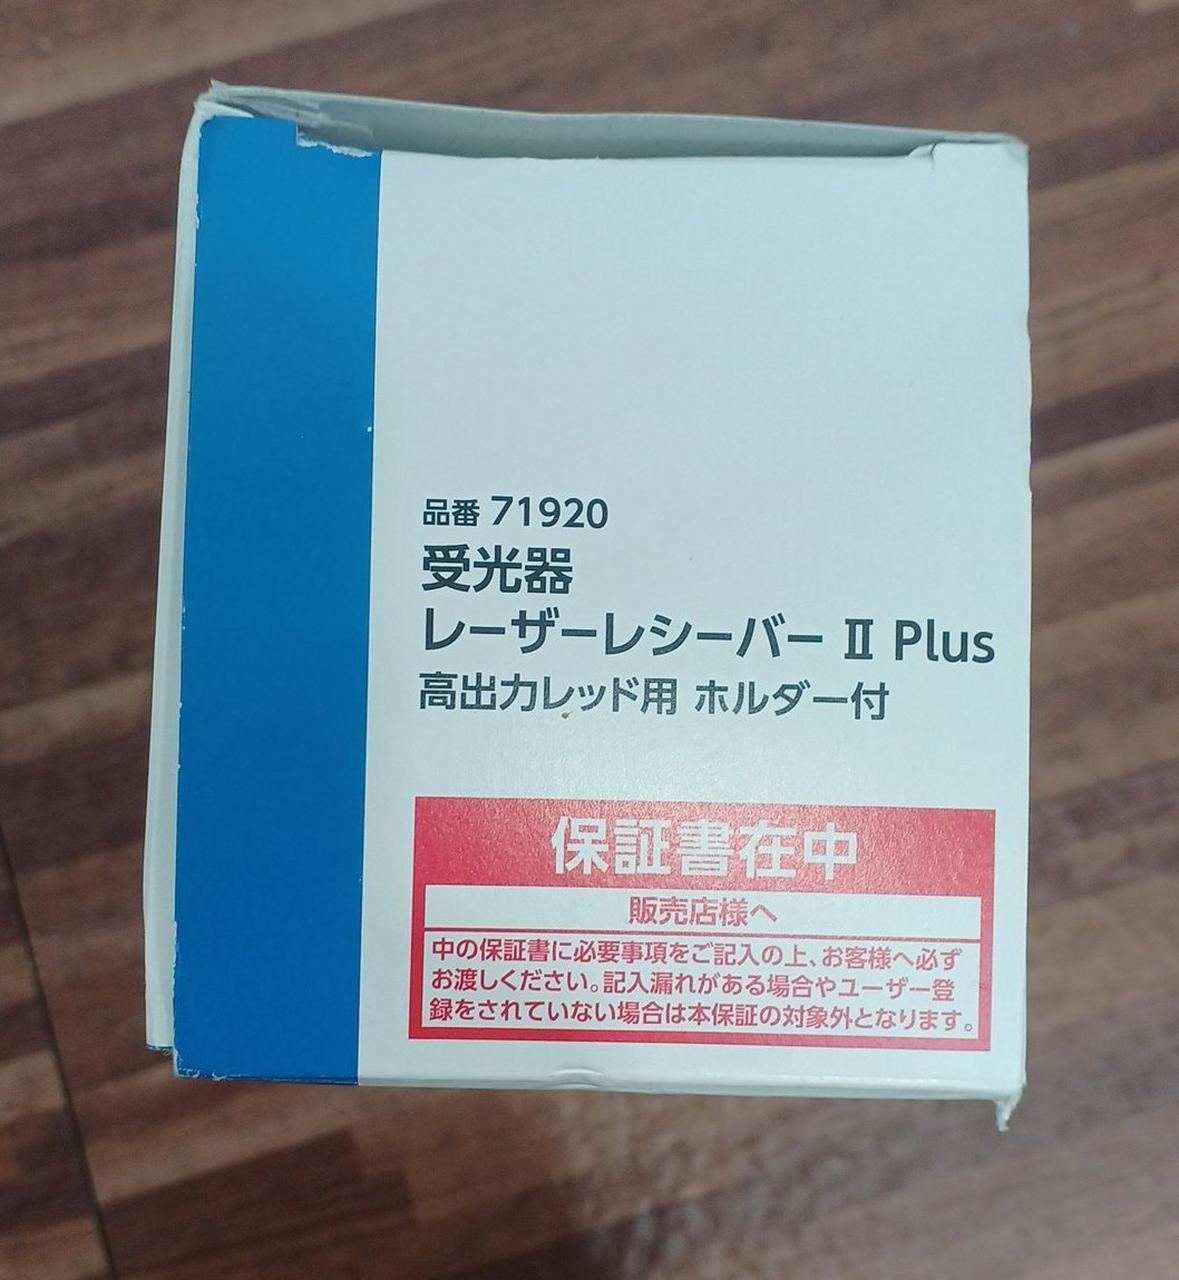 品番 71920
受光器
レーザーレシーバー Ⅱ Plus
高出力レッド用 ホルダー付
保証書在中
販売店様へ
中の保証書に必要事項をご記入の上、お客様へ必ず
お渡しください。記入漏れがある場合やユーザー登
録をされていない場合は本保証の対象外となります。